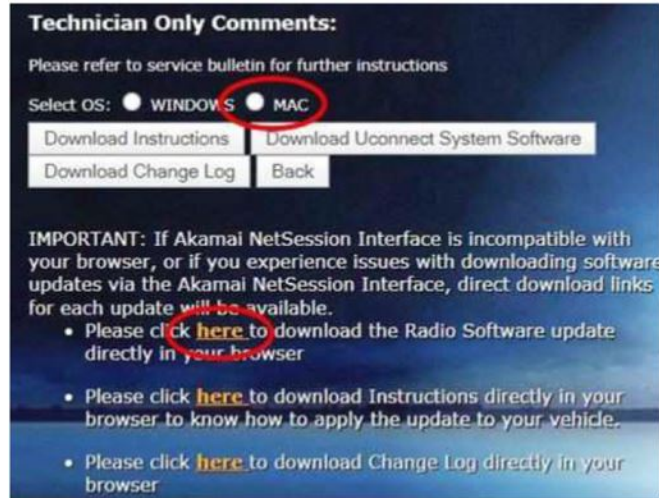 Technician Only Comments:
Please refer to service bulletin for further instructions
Select OS: WINDOWS MAC
Download Instructions Download Uconnect System Software
Download Change Log Back
IMPORTANT: If Akamai NetSession Interface is incompatible with
your browser, or if you experience issues with downloading software
updates via the Akamai NetSession Interface, direct download links
for each update will be available.
• Please click here to download the Radio Software update
directly in your browser
• Please click here to download Instructions directly in your
browser to know how to apply the update to your vehicle.
• Please click here to download Change Log directly in your
browser